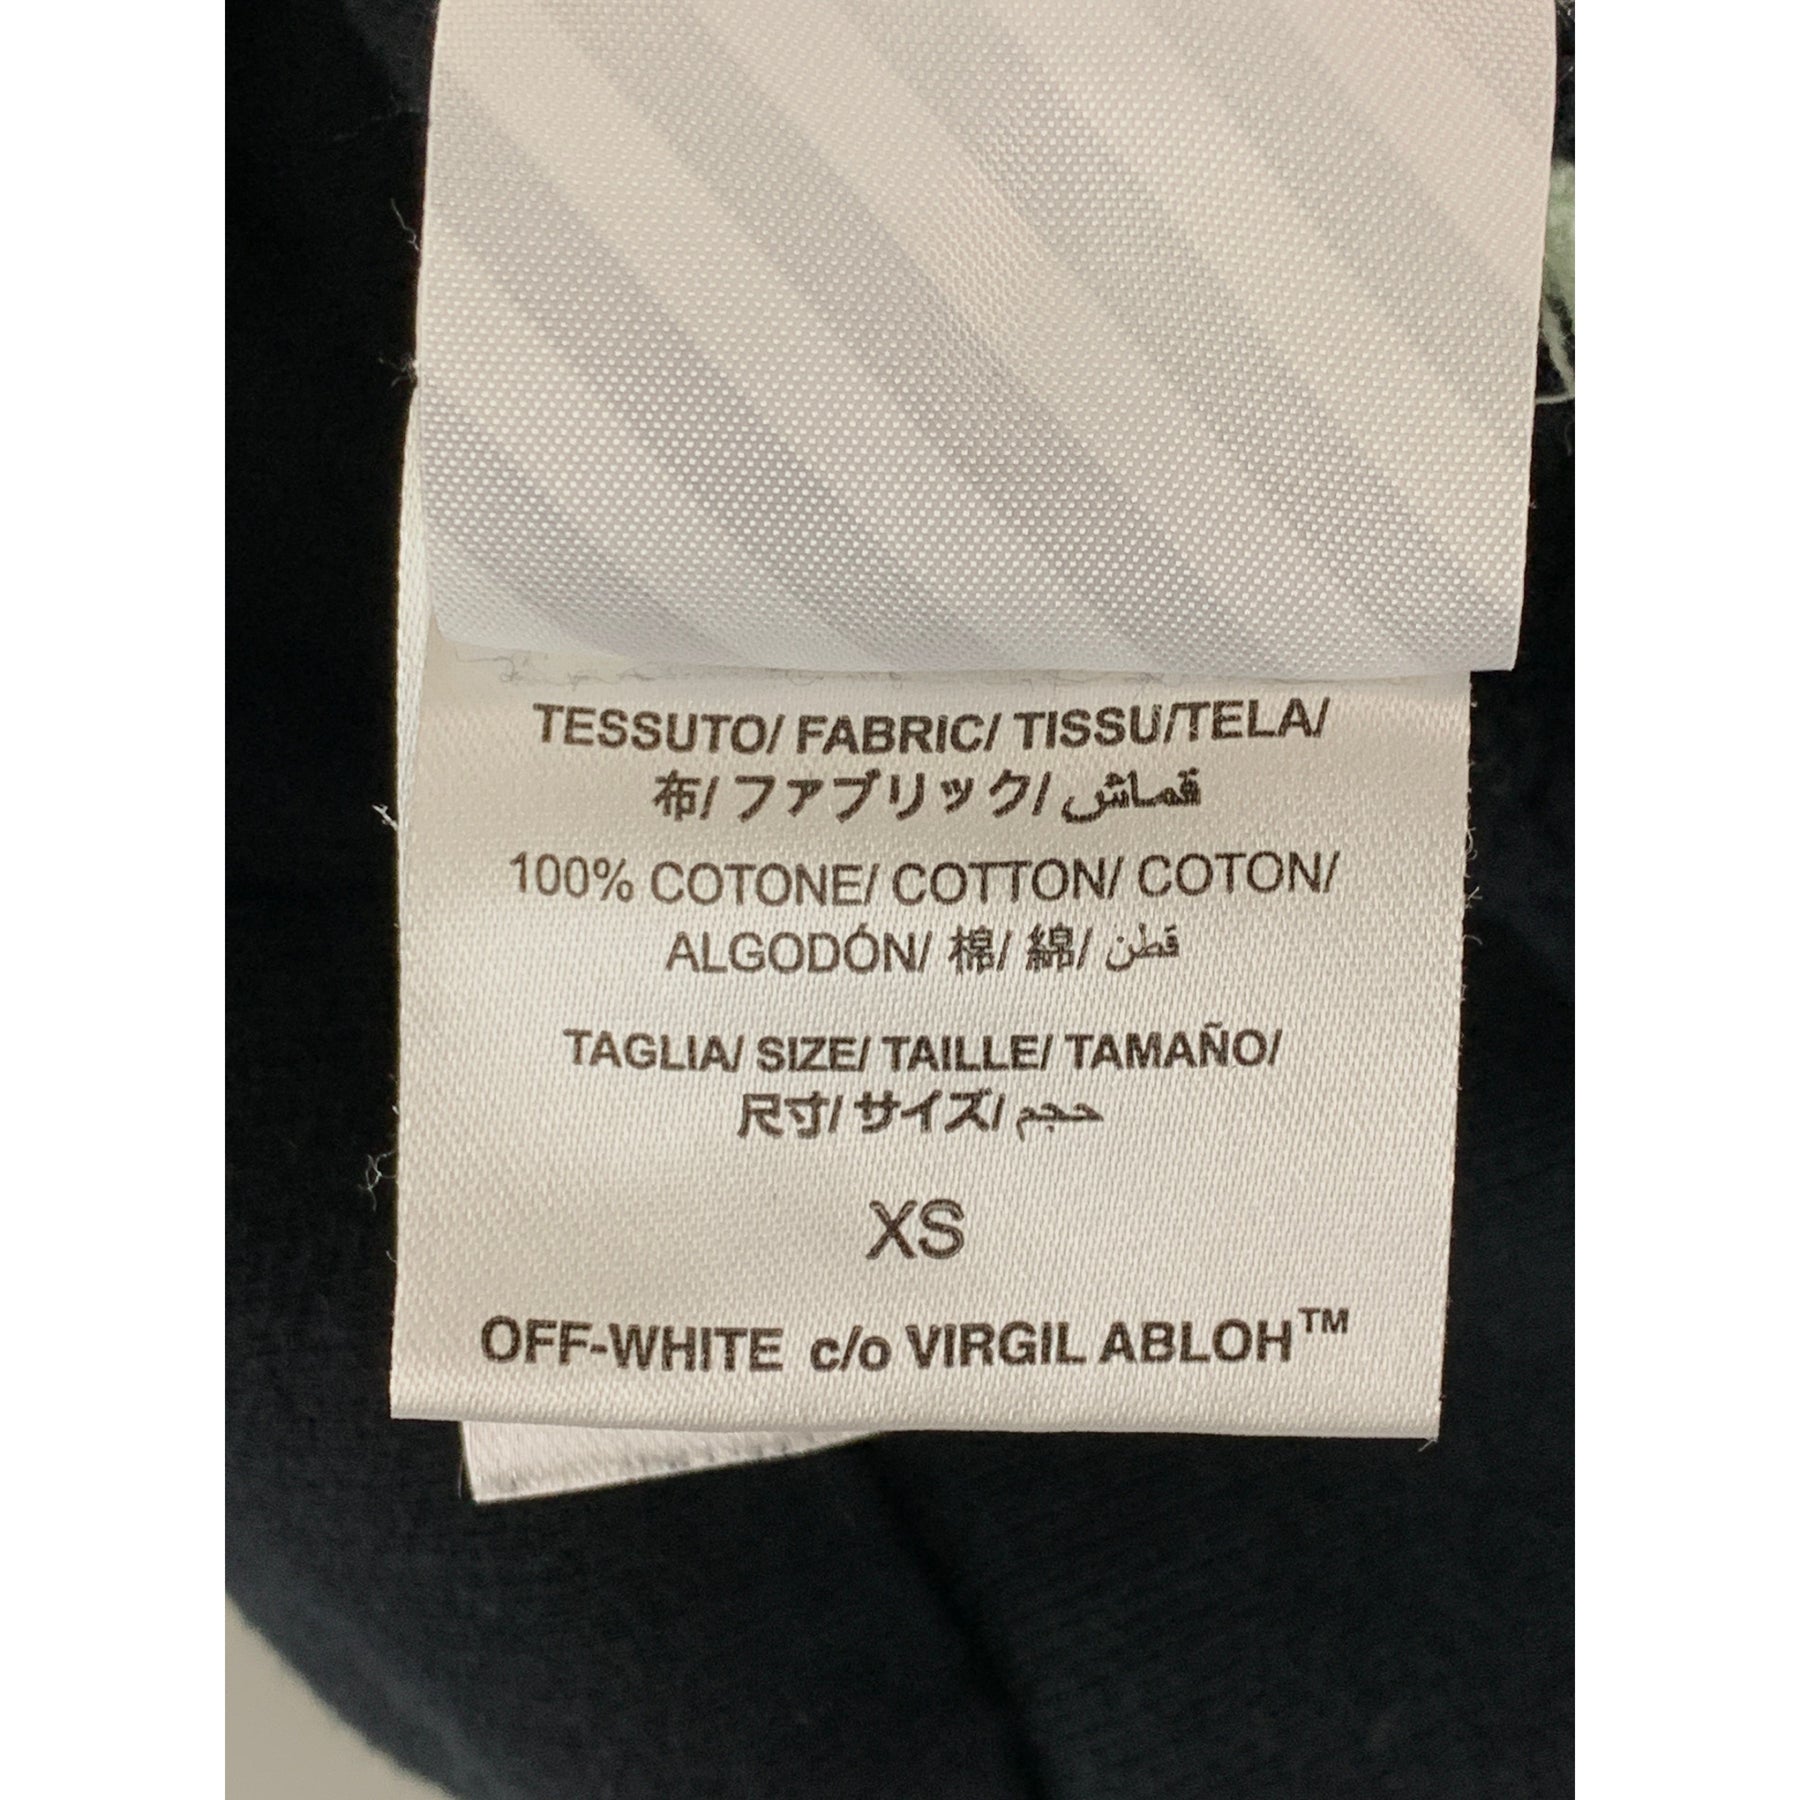 TESSUTO/ FABRIC/ TISSU/TELA/
布/ ファブリック/ قماش
100% COTONE/ COTTON/ COTON/
ALGODÓN/ 棉/ 綿/ قطن
TAGLIA/ SIZE/ TAILLE/ TAMAÑO/
尺寸/ サイズ/ حجم
XS
OFF-WHITE c/o VIRGIL ABLOH™